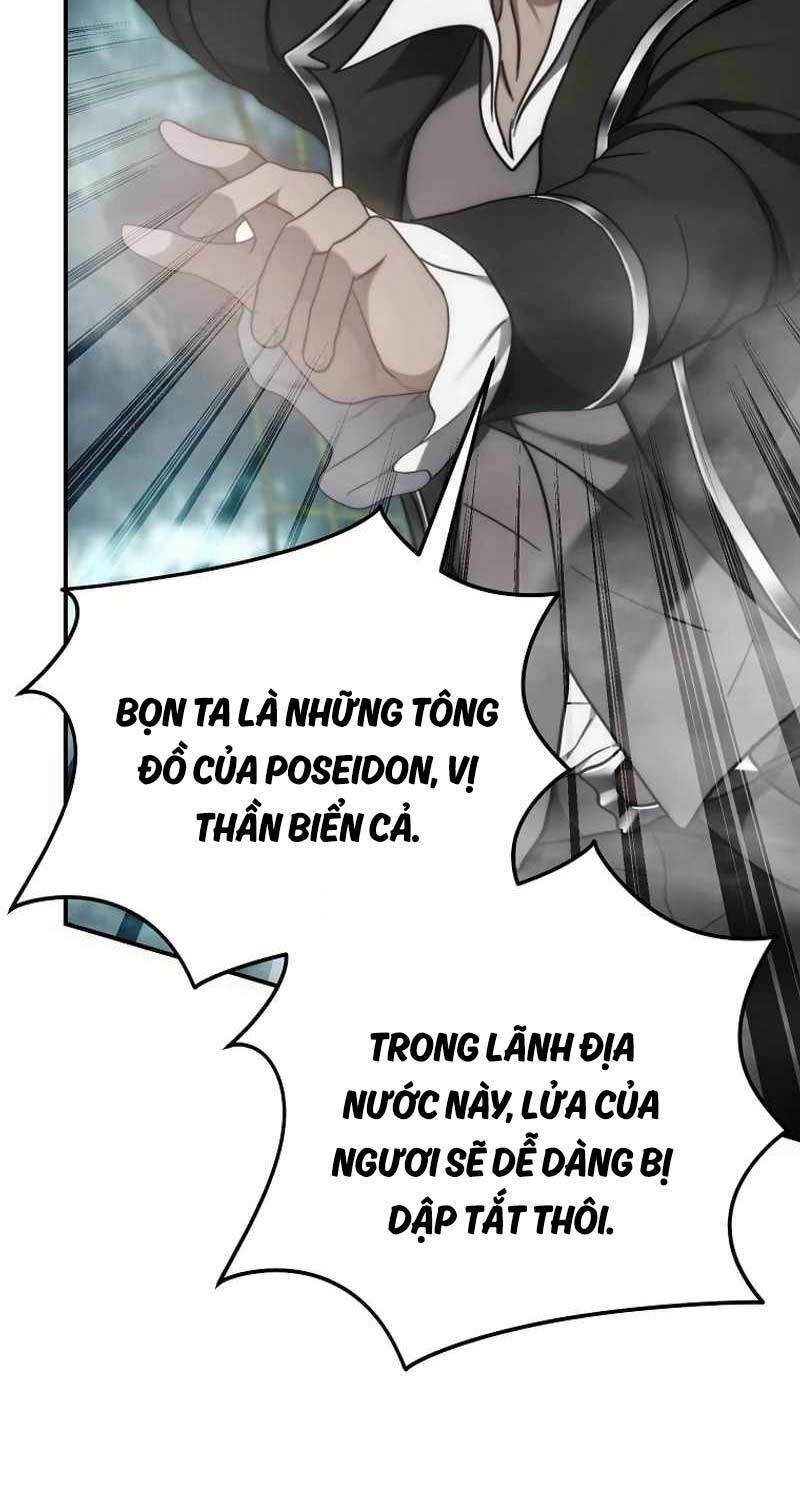 BỌN TA LÀ NHỮNG TÔNG
ĐỒ CỦA POSEIDON, VỊ
THẦN BIỂN CẢ.
TRONG LÃNH ĐỊA
NƯỚC NÀY, LỬA CỦA
NGƯƠI SẼ DỄ DÀNG BỊ
DẬP TẮT THÔI.